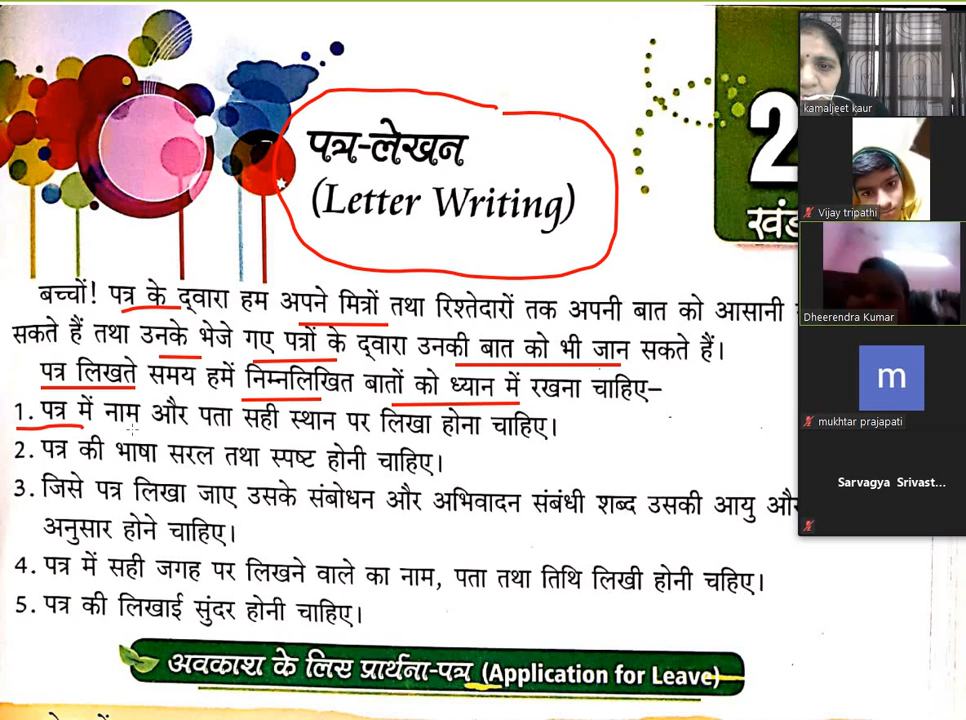 पत्र-लेखन
(Letter Writing)
2
खंड
बच्चों! पत्र के द्वारा हम अपने मित्रों तथा रिश्तेदारों तक अपनी बात को आसानी
सकते हैं तथा उनके भेजे गए पत्रों के द्वारा उनकी बात को भी जान सकते हैं।
पत्र लिखते समय हमें निम्नलिखित बातों को ध्यान में रखना चाहिए–
1. पत्र में नाम और पता सही स्थान पर लिखा होना चाहिए।
2. पत्र की भाषा सरल तथा स्पष्ट होनी चाहिए।
3. जिसे पत्र लिखा जाए उसके संबोधन और अभिवादन संबंधी शब्द उसकी आयु और
अनुसार होने चाहिए।
4. पत्र में सही जगह पर लिखने वाले का नाम, पता तथा तिथि लिखी होनी चहिए।
5. पत्र की लिखाई सुंदर होनी चाहिए।
अवकाश के लिए प्रार्थना-पत्र (Application for Leave)
kamaljeet kaur
Vijay tripathi
Dheerendra Kumar
m
mukhtar prajapati
Sarvagya Srivast...